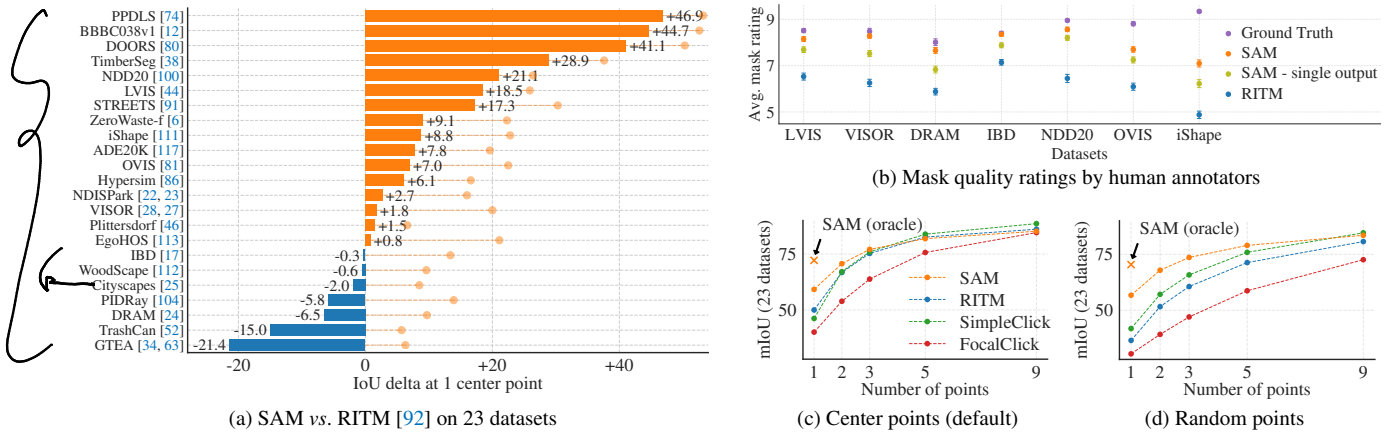 PPDLS [74]
+46.9
BBBC038v1 [12]
+44.7
DOORS [80]
+41.1
TimberSeg [38]
+28.9
NDD20 [100]
+21.1
LVIS [44]
+18.5
STREETS [91]
+17.3
ZeroWaste-f [6]
+9.1
iShape [111]
+8.8
ADE20K [117]
+7.8
OVIS [81]
+7.0
Hypersim [86]
+6.1
NDISPark [22, 23]
+2.7
VISOR [28, 27]
+1.8
Plittersdorf [46]
+1.5
EgoHOS [113]
+0.8
IBD [17]
-0.3
WoodScape [112]
-0.6
Cityscapes [25]
-2.0
PIDRay [104]
-5.8
DRAM [24]
-6.5
TrashCan [52]
-15.0
GTEA [34, 63]
-21.4
-20 0 +20 +40
IoU delta at 1 center point
(a) SAM vs. RITM [92] on 23 datasets
Avg. mask rating
9
7
5
Ground Truth
SAM
SAM - single output
RITM
LVIS VISOR DRAM IBD NDD20 OVIS iShape
Datasets
(b) Mask quality ratings by human annotators
mIoU (23 datasets)
75
50
SAM (oracle)
SAM
RITM
SimpleClick
FocalClick
1 2 3 5 9
Number of points
(c) Center points (default)
mIoU (23 datasets)
75
50
SAM (oracle)
1 2 3 5 9
Number of points
(d) Random points